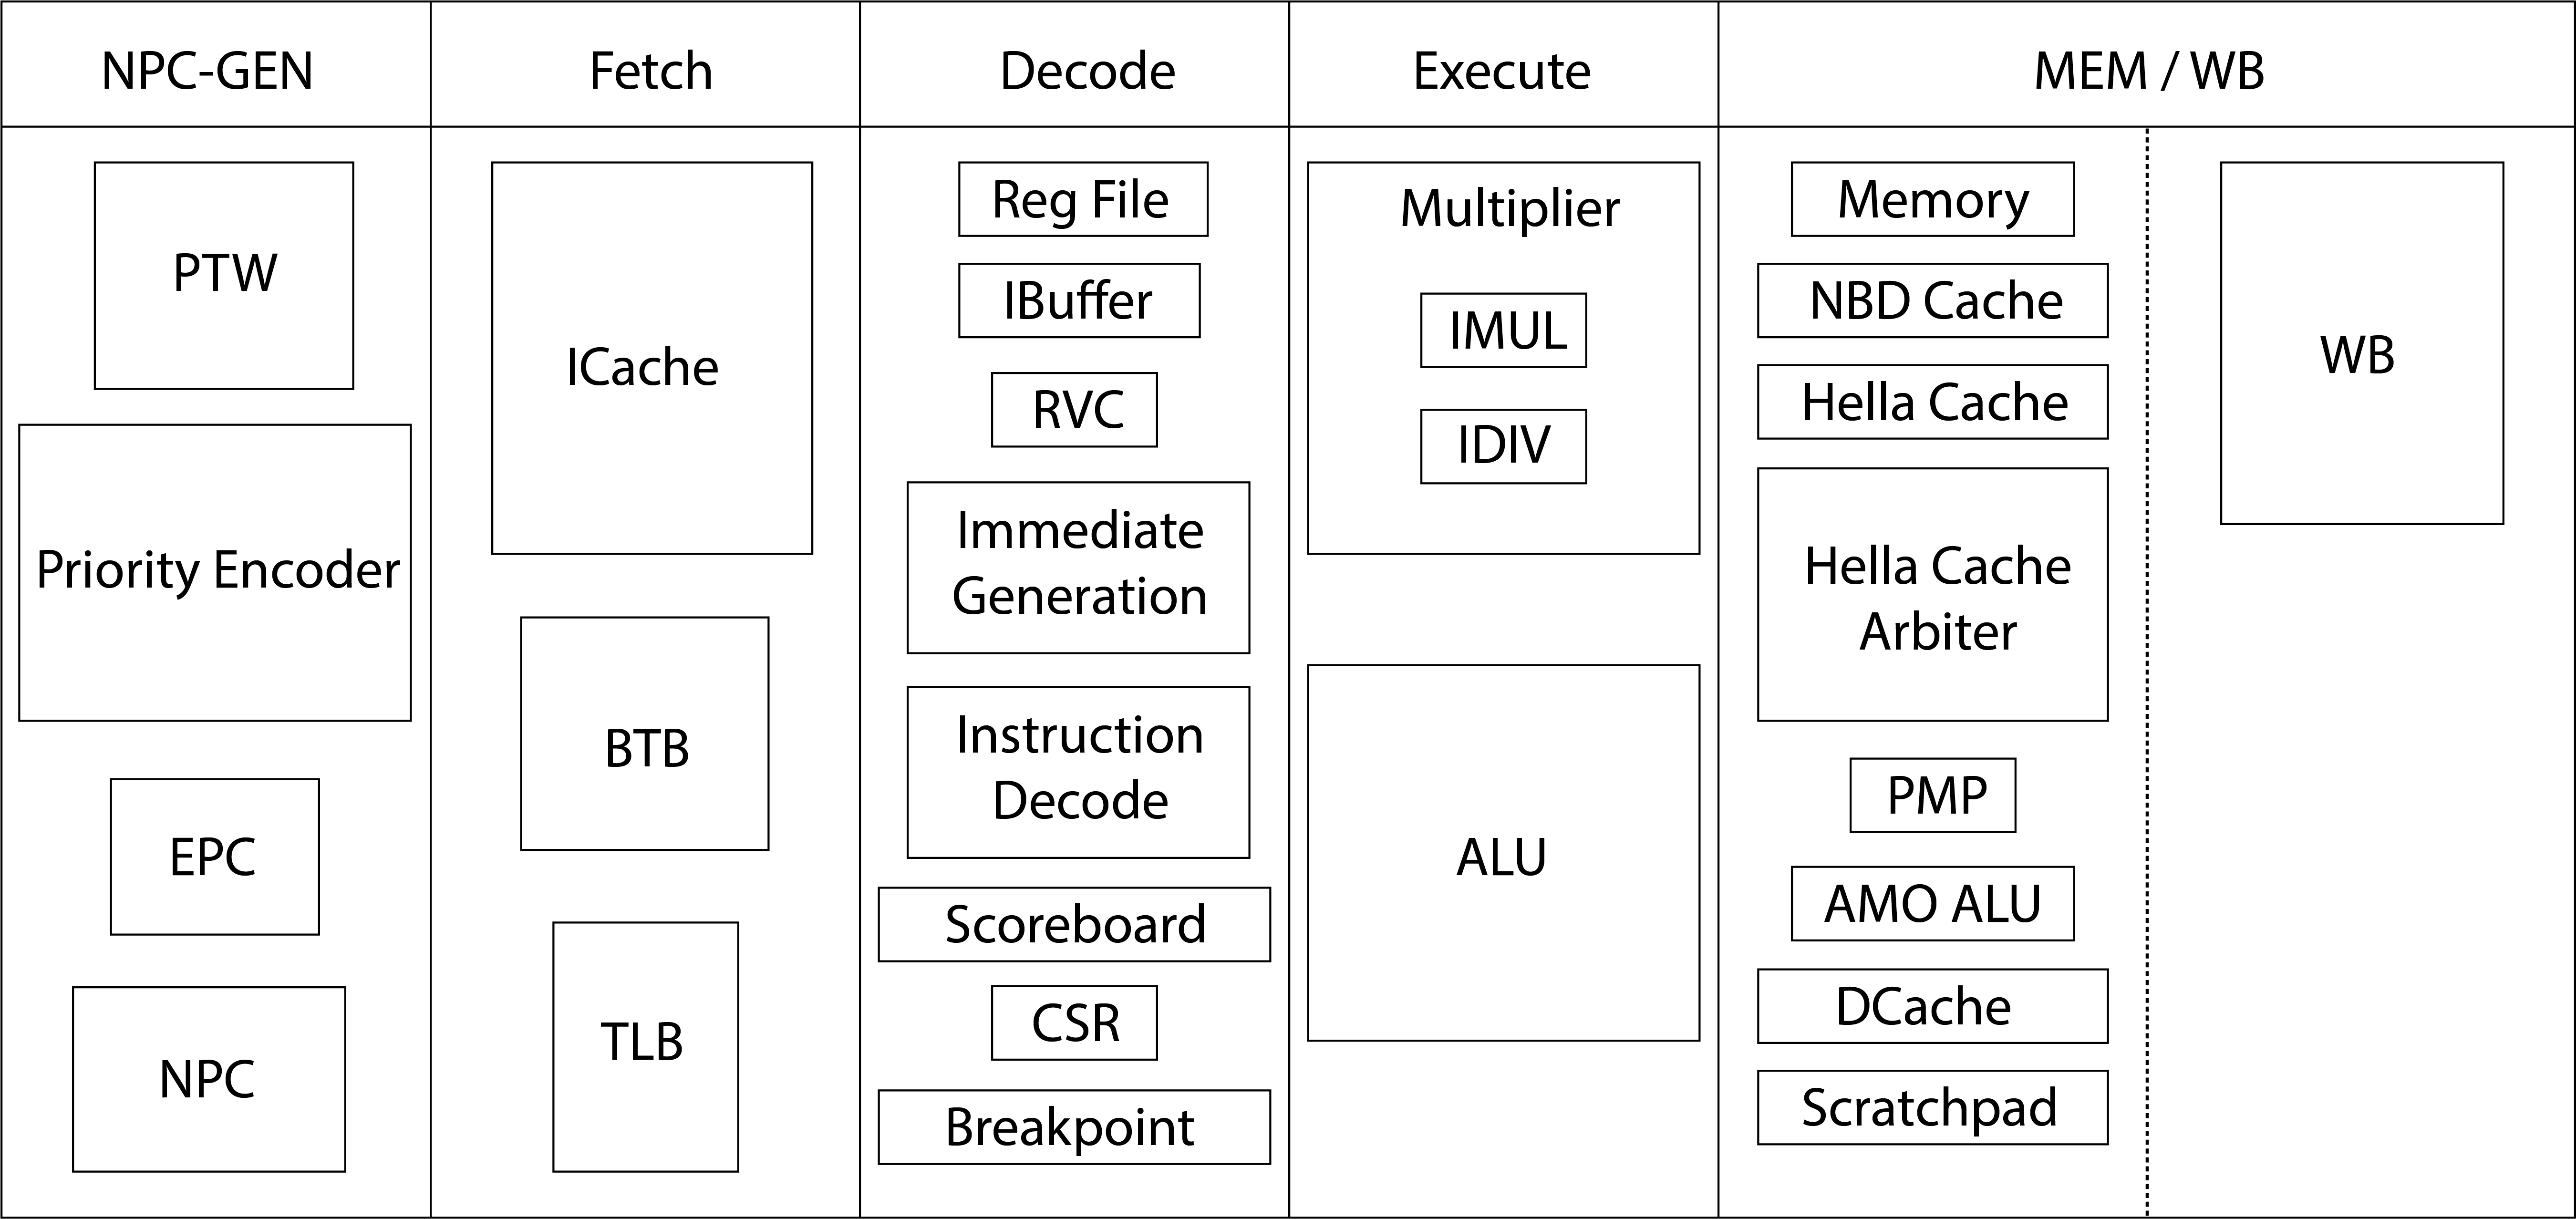 NPC-GEN
Fetch
Decode
Execute
MEM / WB
PTW
Priority Encoder
EPC
NPC
ICache
BTB
TLB
Reg File
IBuffer
RVC
Immediate
Generation
Instruction
Decode
Scoreboard
CSR
Breakpoint
Multiplier
IMUL
IDIV
ALU
Memory
NBD Cache
Hella Cache
Hella Cache
Arbiter
PMP
AMO ALU
DCache
Scratchpad
WB